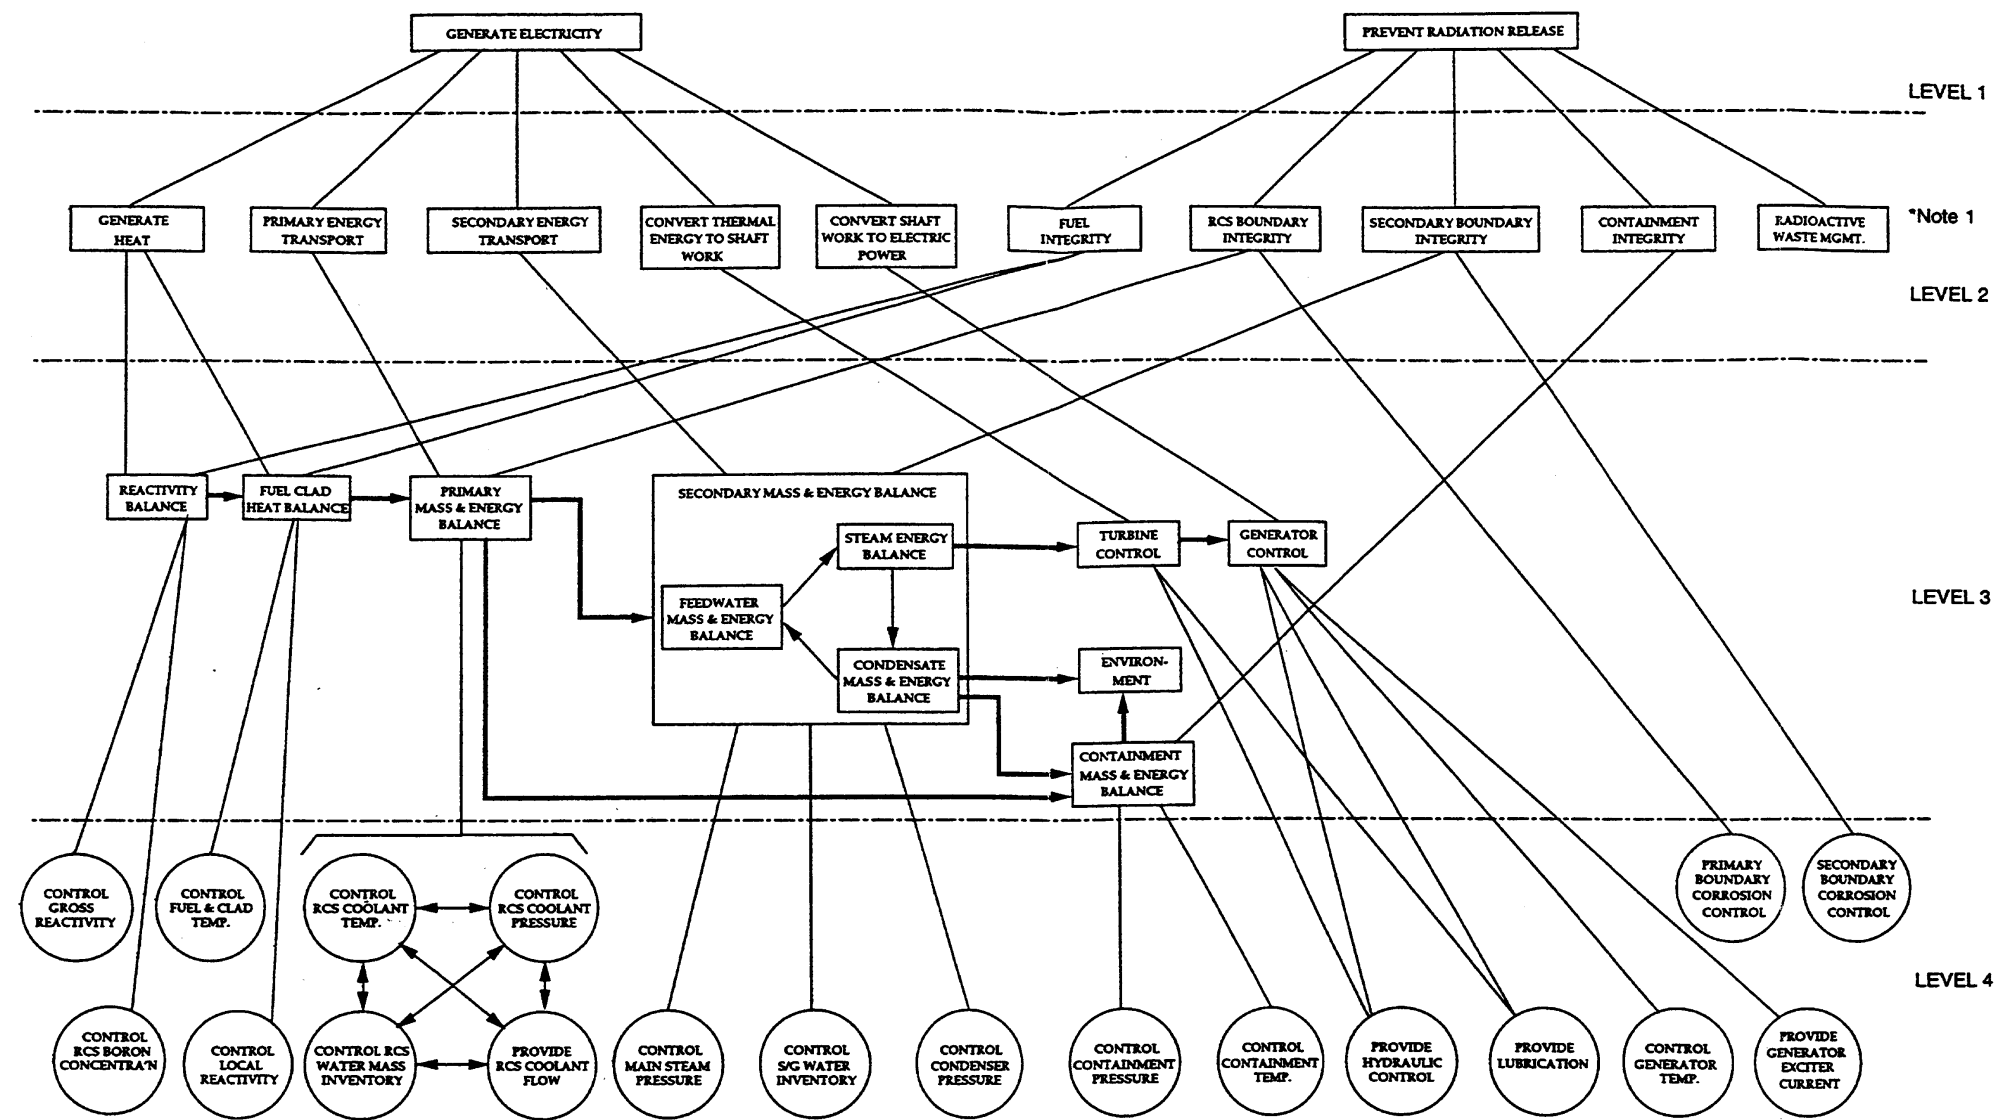 GENERATE ELECTRICITY
PREVENT RADIATION RELEASE
LEVEL 1
GENERATE
HEAT
PRIMARY ENERGY
TRANSPORT
SECONDARY ENERGY
TRANSPORT
CONVERT THERMAL
ENERGY TO SHAFT
WORK
CONVERT SHAFT
WORK TO ELECTRIC
POWER
FUEL
INTEGRITY
RCS BOUNDARY
INTEGRITY
SECONDARY BOUNDARY
INTEGRITY
CONTAINMENT
INTEGRITY
RADIOACTIVE
WASTE MGMT.
*Note 1
LEVEL 2
REACTIVITY
BALANCE
FUEL CLAD
HEAT BALANCE
PRIMARY
MASS & ENERGY
BALANCE
SECONDARY MASS & ENERGY BALANCE
STEAM ENERGY
BALANCE
FEEDWATER
MASS & ENERGY
BALANCE
CONDENSATE
MASS & ENERGY
BALANCE
TURBINE
CONTROL
GENERATOR
CONTROL
ENVIRON-
MENT
CONTAINMENT
MASS & ENERGY
BALANCE
LEVEL 3
CONTROL
GROSS
REACTIVITY
CONTROL
FUEL & CLAD
TEMP.
CONTROL
RCS COOLANT
TEMP.
CONTROL
RCS COOLANT
PRESSURE
PRIMARY
BOUNDARY
CORROSION
CONTROL
SECONDARY
BOUNDARY
CORROSION
CONTROL
LEVEL 4
CONTROL
RCS BORON
CONCENTRA'N
CONTROL
LOCAL
REACTIVITY
CONTROL RCS
WATER MASS
INVENTORY
PROVIDE
RCS COOLANT
FLOW
CONTROL
MAIN STEAM
PRESSURE
CONTROL
S/G WATER
INVENTORY
CONTROL
CONDENSER
PRESSURE
CONTROL
CONTAINMENT
PRESSURE
CONTROL
CONTAINMENT
TEMP.
PROVIDE
HYDRAULIC
CONTROL
PROVIDE
LUBRICATION
CONTROL
GENERATOR
TEMP.
PROVIDE
GENERATOR
EXCITER
CURRENT